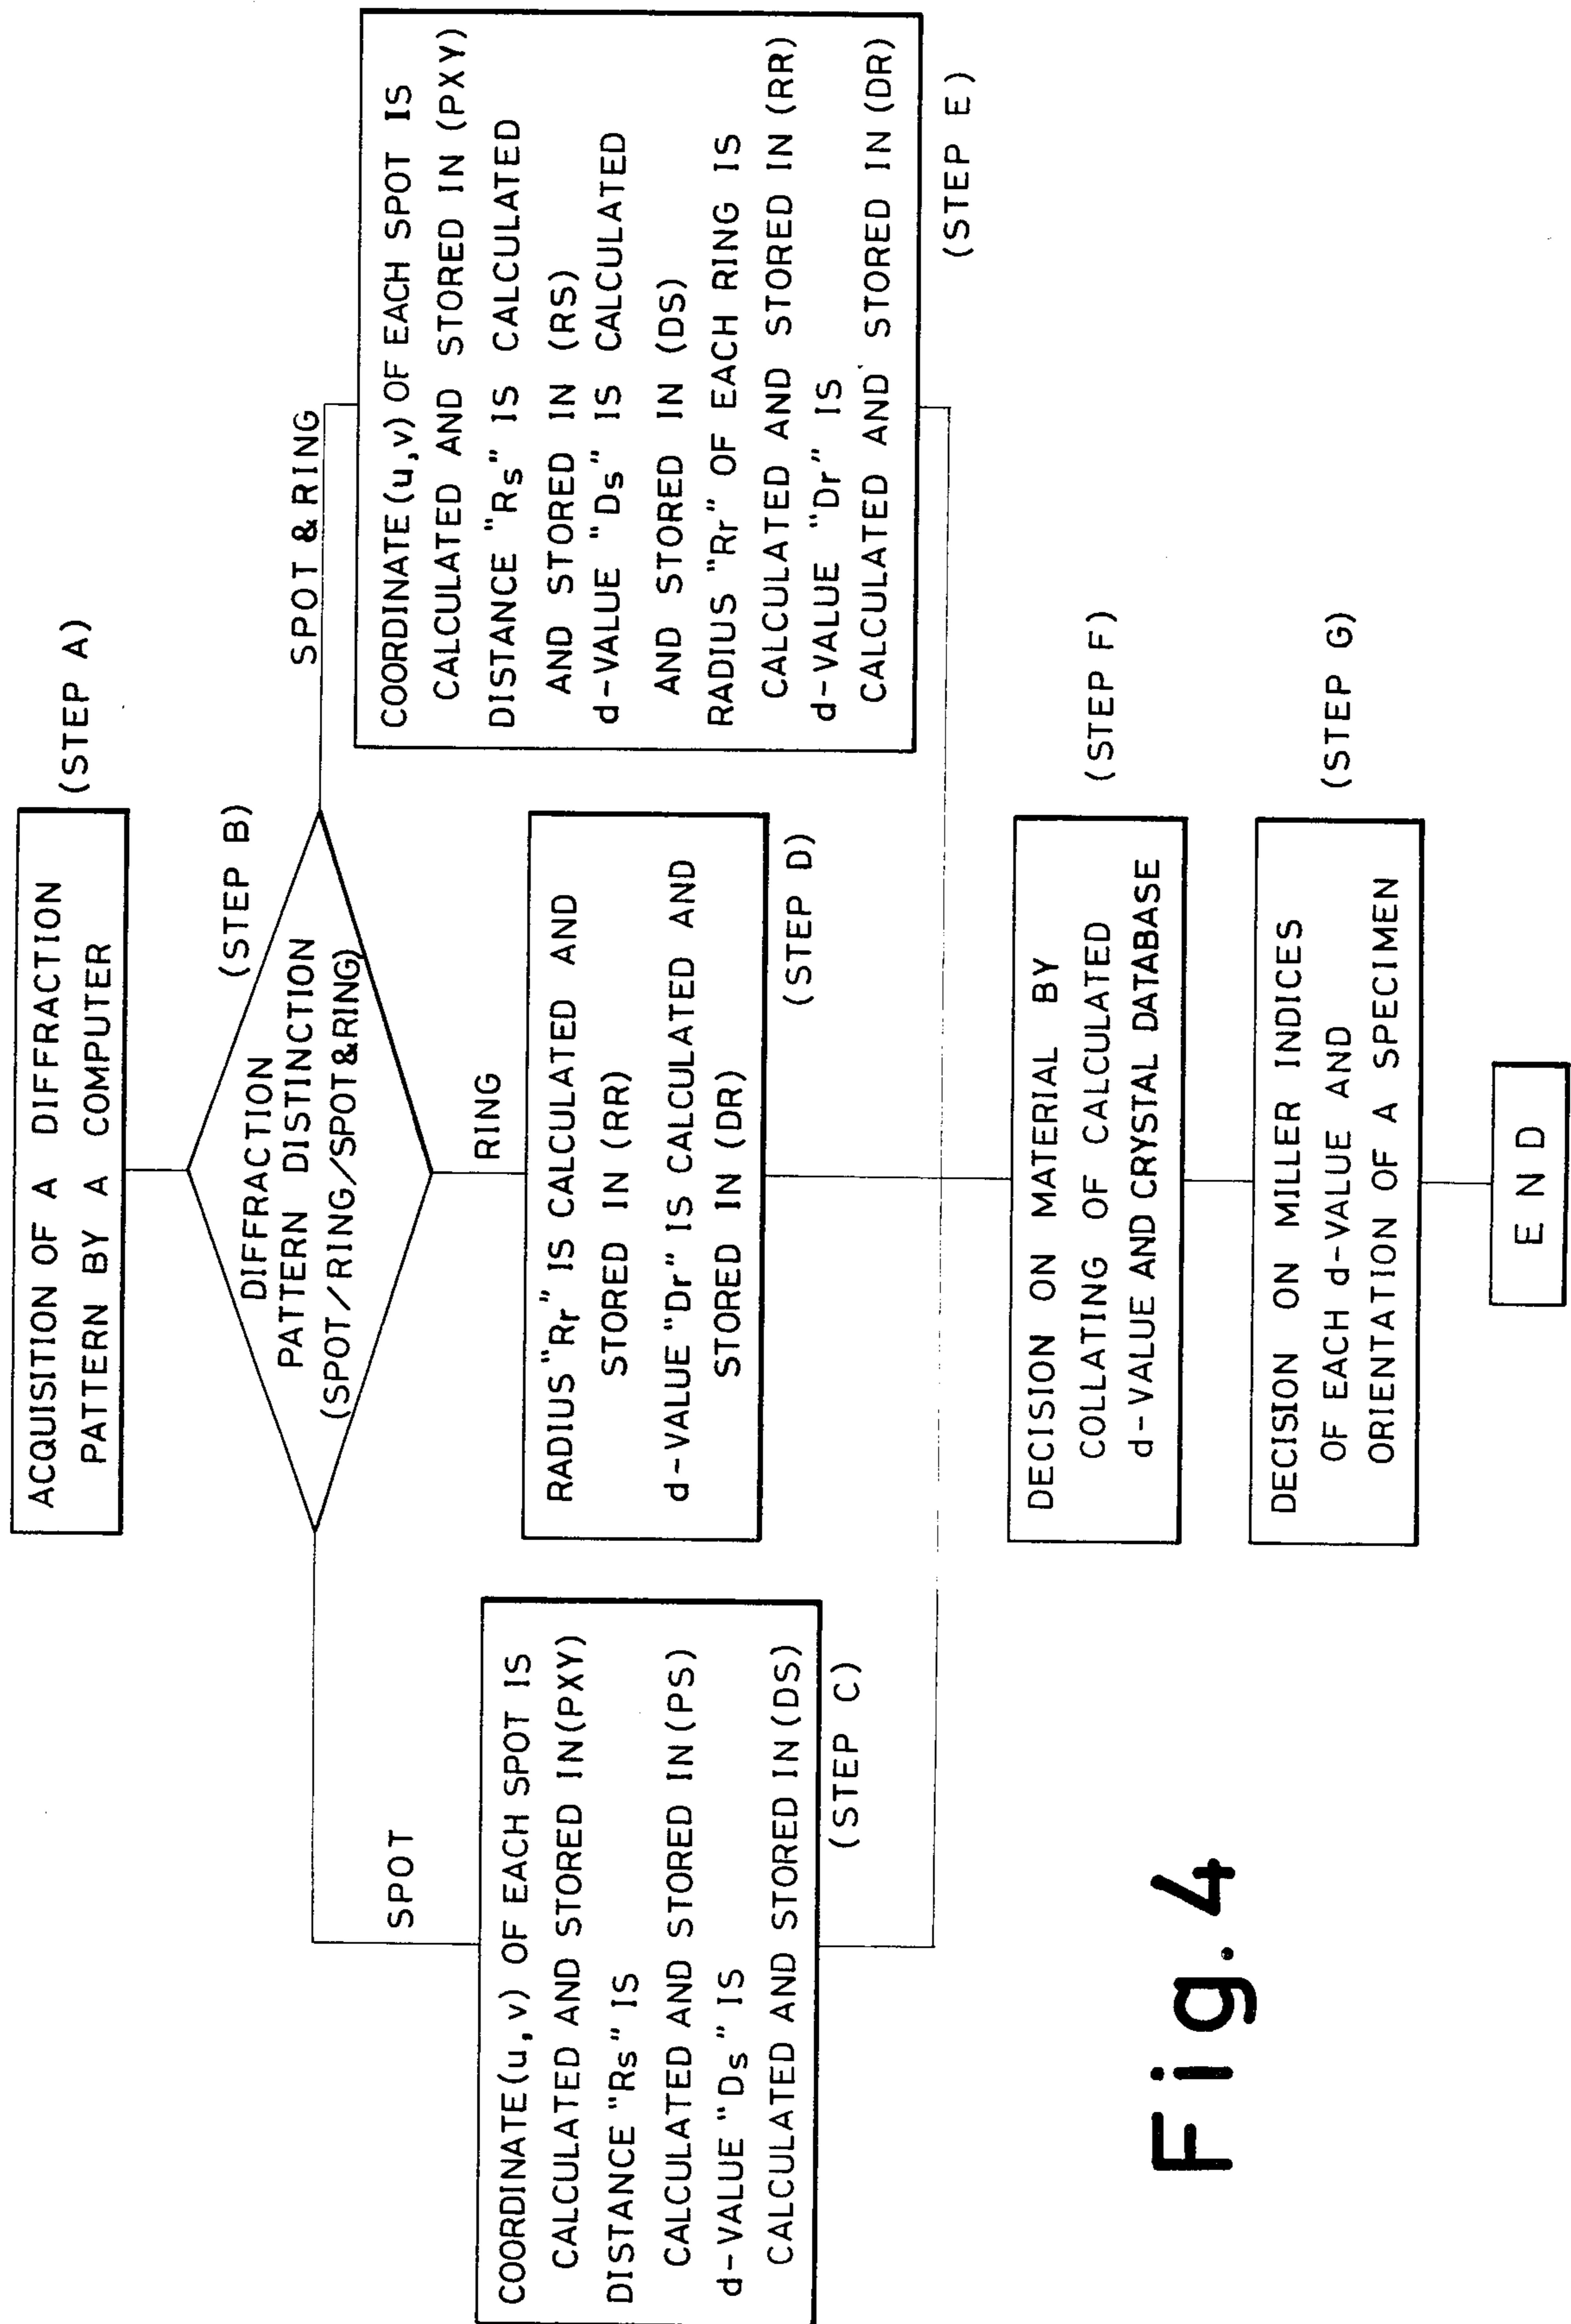 ACQUISITION OF A DIFFRACTION
PATTERN BY A COMPUTER
(STEP A)
DIFFRACTION
PATTERN DISTINCTION
(SPOT/RING/SPOT&RING)
(STEP B)
SPOT
COORDINATE(u,v) OF EACH SPOT IS
CALCULATED AND STORED IN(PXY)
DISTANCE "Rs" IS
CALCULATED AND STORED IN(PS)
d-VALUE "Ds" IS
CALCULATED AND STORED IN(DS)
(STEP C)
RING
RADIUS "Rr" IS CALCULATED AND
STORED IN (RR)
d-VALUE "Dr" IS CALCULATED AND
STORED IN (DR)
(STEP D)
SPOT & RING
COORDINATE(u,v) OF EACH SPOT IS
CALCULATED AND STORED IN (PXY)
DISTANCE "Rs" IS CALCULATED
AND STORED IN (RS)
d-VALUE "Ds" IS CALCULATED
AND STORED IN (DS)
RADIUS "Rr" OF EACH RING IS
CALCULATED AND STORED IN (RR)
d-VALUE "Dr" IS
CALCULATED AND STORED IN (DR)
(STEP E)
DECISION ON MATERIAL BY
COLLATING OF CALCULATED
d-VALUE AND CRYSTAL DATABASE
(STEP F)
DECISION ON MILLER INDICES
OF EACH d-VALUE AND
ORIENTATION OF A SPECIMEN
(STEP G)
END
Fig. 4